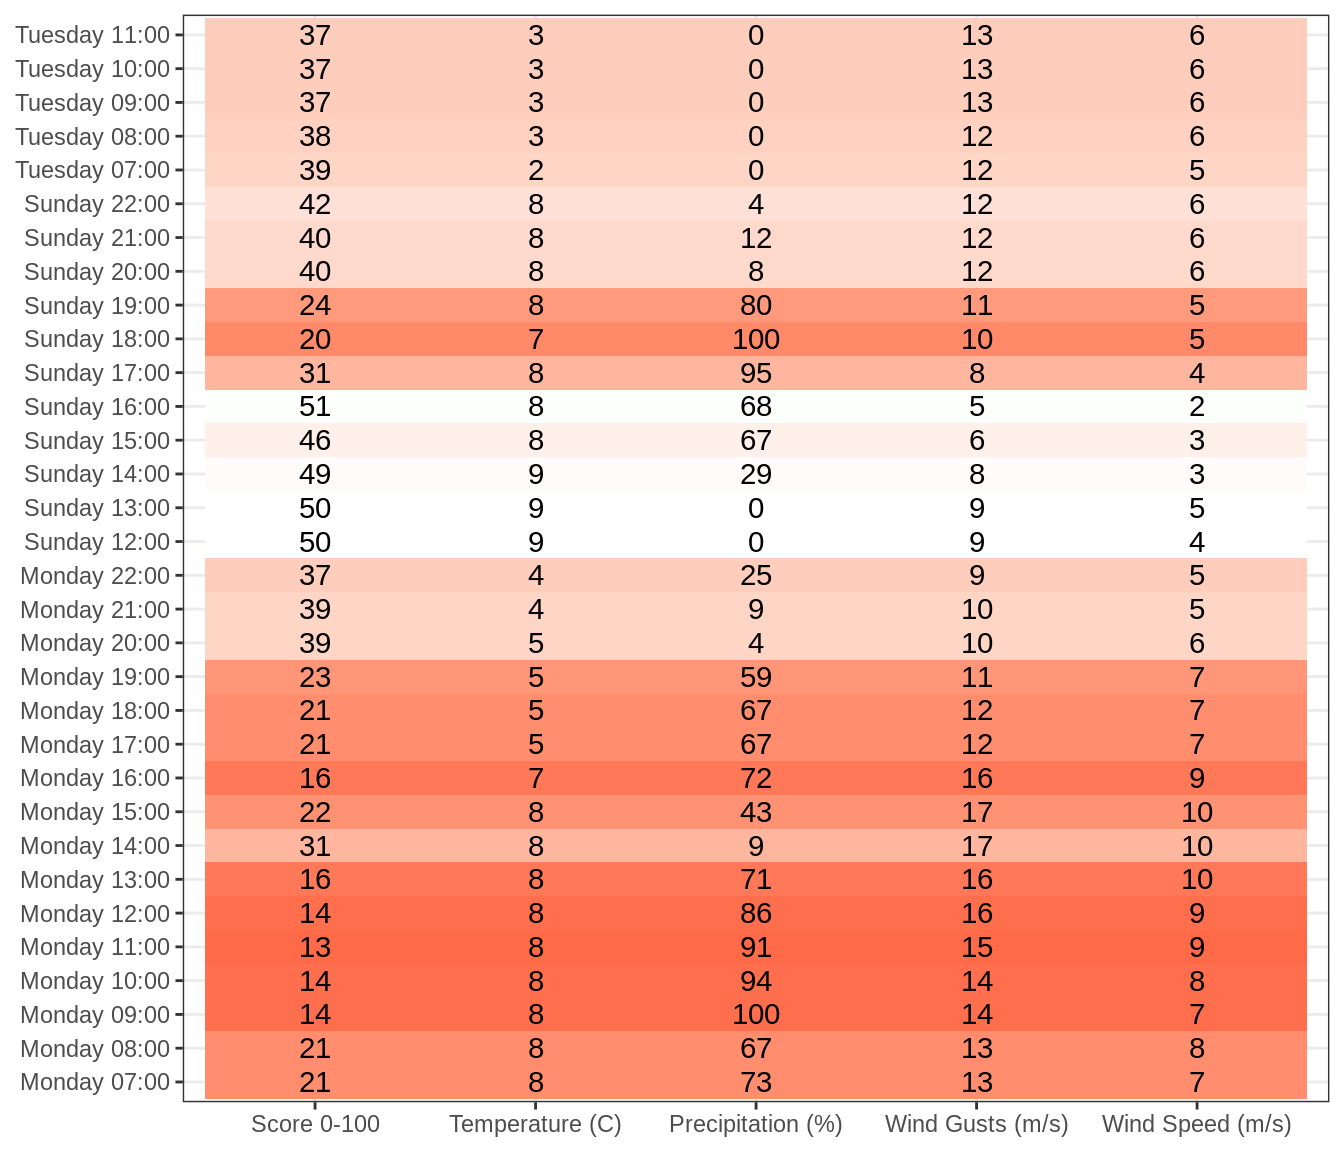 Tuesday 11:00 37 3 0 13 6
Tuesday 10:00 37 3 0 13 6
Tuesday 09:00 37 3 0 13 6
Tuesday 08:00 38 3 0 12 6
Tuesday 07:00 39 2 0 12 5
Sunday 22:00 42 8 4 12 6
Sunday 21:00 40 8 12 12 6
Sunday 20:00 40 8 8 12 6
Sunday 19:00 24 8 80 11 5
Sunday 18:00 20 7 100 10 5
Sunday 17:00 31 8 95 8 4
Sunday 16:00 51 8 68 5 2
Sunday 15:00 46 8 67 6 3
Sunday 14:00 49 9 29 8 3
Sunday 13:00 50 9 0 9 5
Sunday 12:00 50 9 0 9 4
Monday 22:00 37 4 25 9 5
Monday 21:00 39 4 9 10 5
Monday 20:00 39 5 4 10 6
Monday 19:00 23 5 59 11 7
Monday 18:00 21 5 67 12 7
Monday 17:00 21 5 67 12 7
Monday 16:00 16 7 72 16 9
Monday 15:00 22 8 43 17 10
Monday 14:00 31 8 9 17 10
Monday 13:00 16 8 71 16 10
Monday 12:00 14 8 86 16 9
Monday 11:00 13 8 91 15 9
Monday 10:00 14 8 94 14 8
Monday 09:00 14 8 100 14 7
Monday 08:00 21 8 67 13 8
Monday 07:00 21 8 73 13 7
Score 0-100 Temperature (C) Precipitation (%) Wind Gusts (m/s) Wind Speed (m/s)